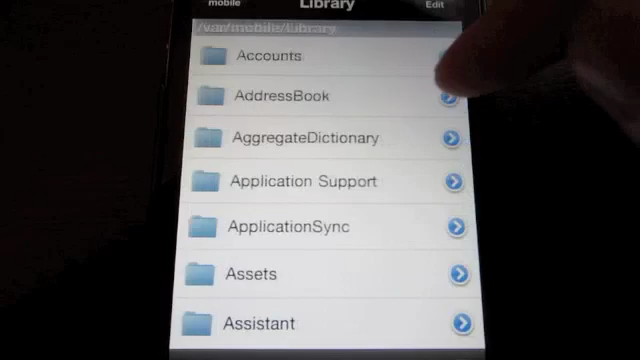 mobile Library Edit
/var/mobile/Library
Accounts
AddressBook
AggregateDictionary
Application Support
ApplicationSync
Assets
Assistant